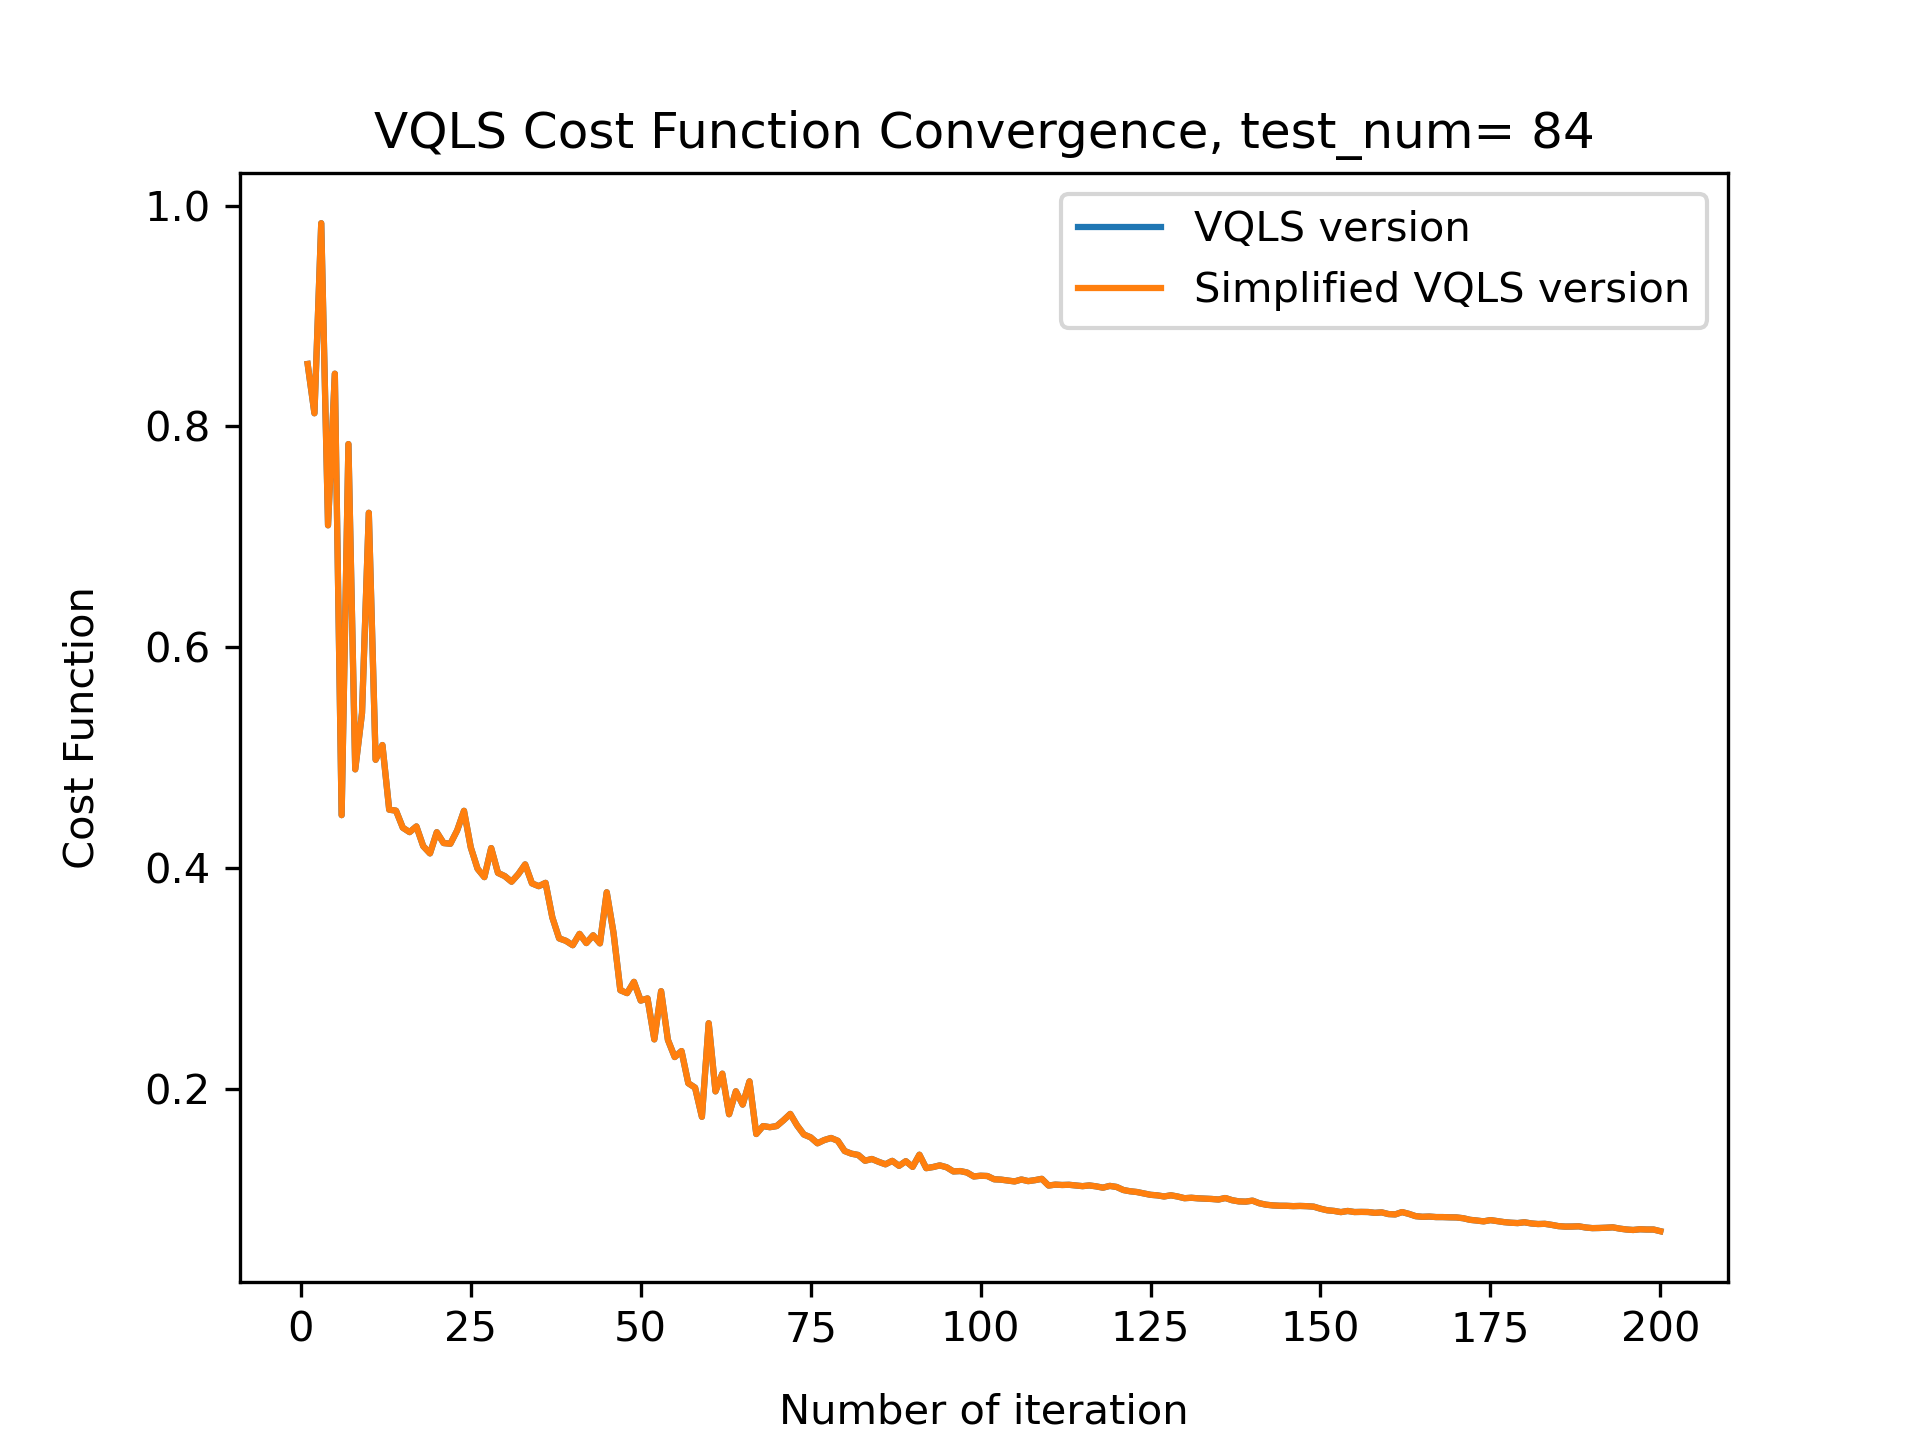 VQLS Cost Function Convergence, test_num= 84
VQLS version
Simplified VQLS version
1.0
0.8
0.6
0.4
0.2
Cost Function
0 25 50 75 100 125 150 175 200
Number of iteration